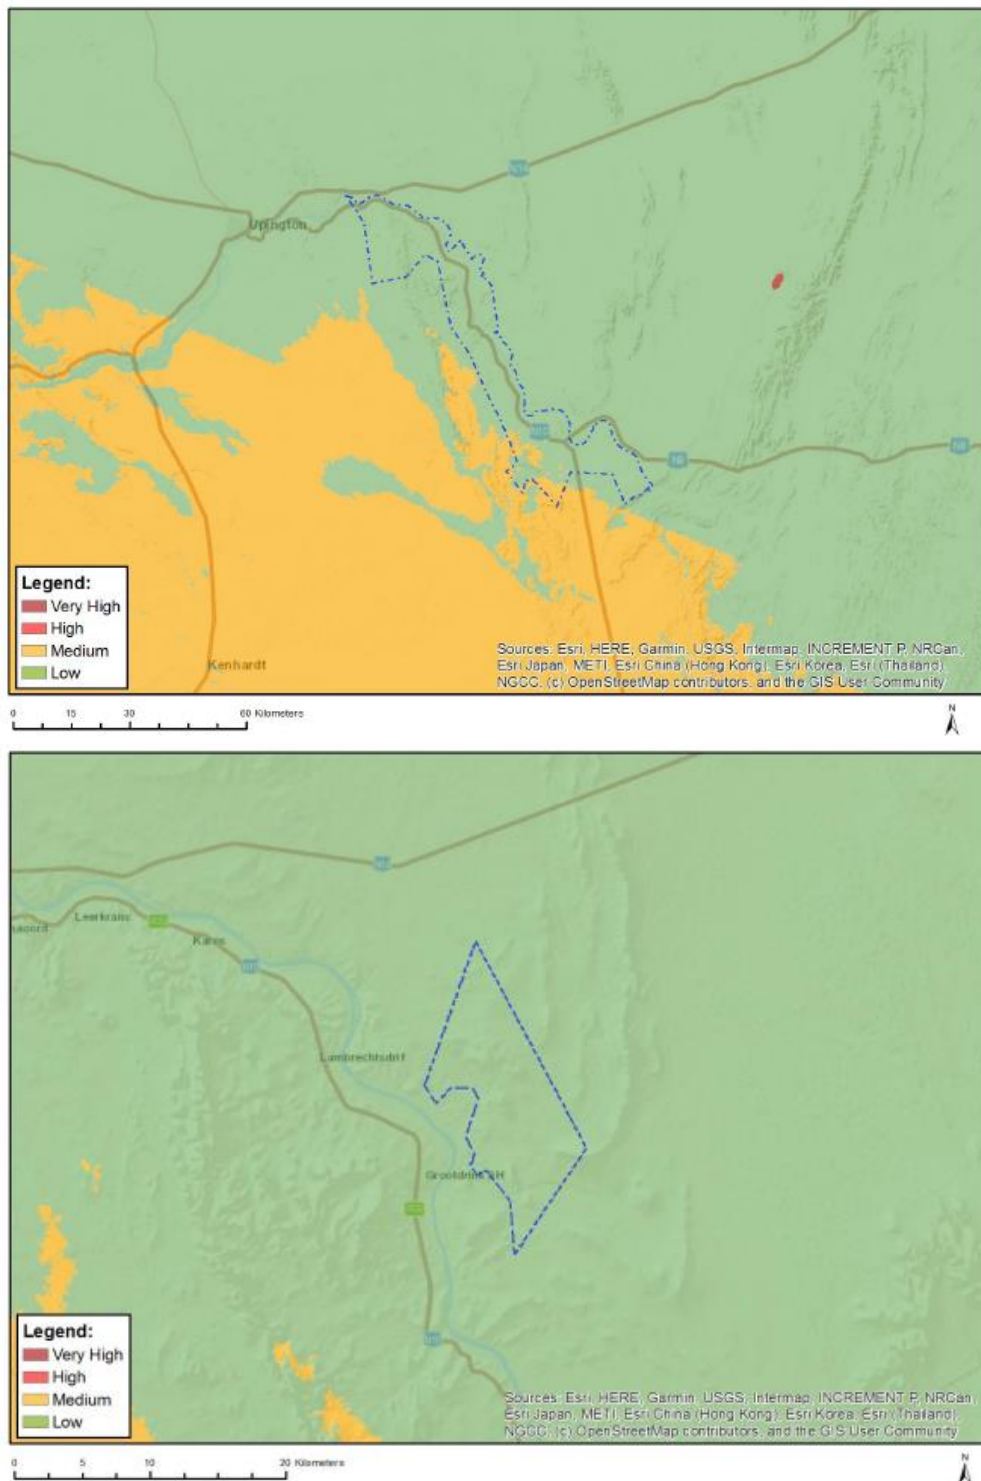 N14
Upington
N10
N8
N8
Legend:
Very High
High
Medium
Low
Kenhardt
Sources: Esri, HERE, Garmin, USGS, Intermap, INCREMENT P, NRCan,
Esri Japan, METI, Esri China (Hong Kong), Esri Korea, Esri (Thailand),
NGCC, (c) OpenStreetMap contributors, and the GIS User Community
0 15 30 60 Kilometers
N
N14
Leerkrans
Karos
N10
Lambrechtsdrif
Grootdrink SH
N10
Legend:
Very High
High
Medium
Low
Sources: Esri, HERE, Garmin, USGS, Intermap, INCREMENT P, NRCan,
Esri Japan, METI, Esri China (Hong Kong), Esri Korea, Esri (Thailand),
NGCC, (c) OpenStreetMap contributors, and the GIS User Community
0 5 10 20 Kilometers
N